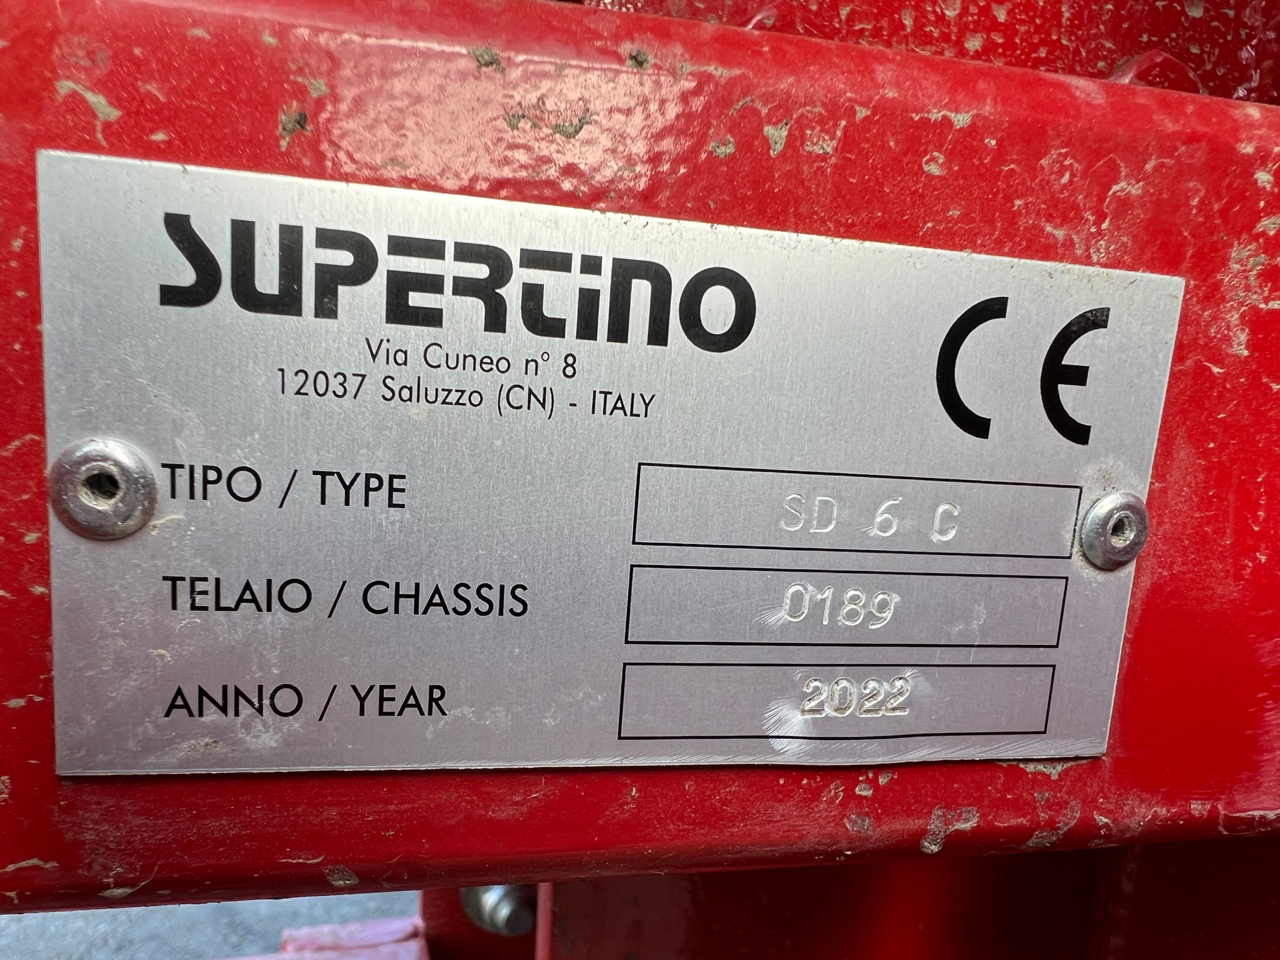 SUPERTINO
Via Cuneo n° 8
12037 Saluzzo (CN) - ITALY
CE
TIPO / TYPE SD 6 C
TELAIO / CHASSIS 0189
ANNO / YEAR 2022